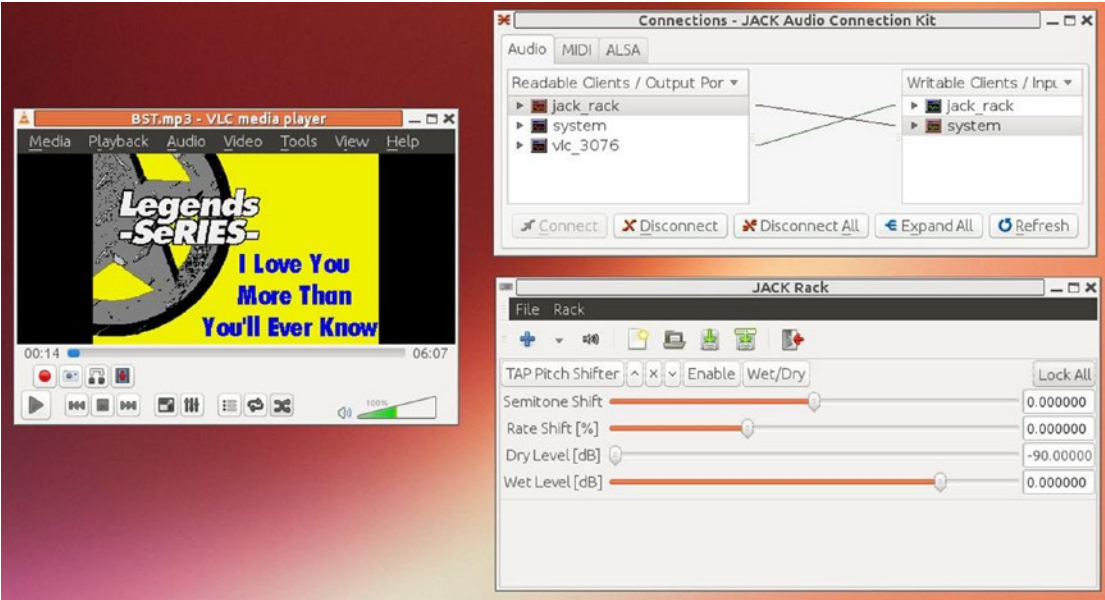 BST.mp3 - VLC media player
Media Playback Audio Video Tools View Help
Legends
-SeRIES-
I Love You
More Than
You'll Ever Know
00:14 06:07
100%
Connections - JACK Audio Connection Kit
Audio MIDI ALSA
Readable Clients / Output Por Writable Clients / Inpu
jack_rack jack_rack
system system
vlc_3076
Connect Disconnect Disconnect All Expand All Refresh
JACK Rack
File Rack
TAP Pitch Shifter Enable Wet/Dry Lock All
Semitone Shift 0.000000
Rate Shift [%] 0.000000
Dry Level [dB] -90.00000
Wet Level [dB] 0.000000